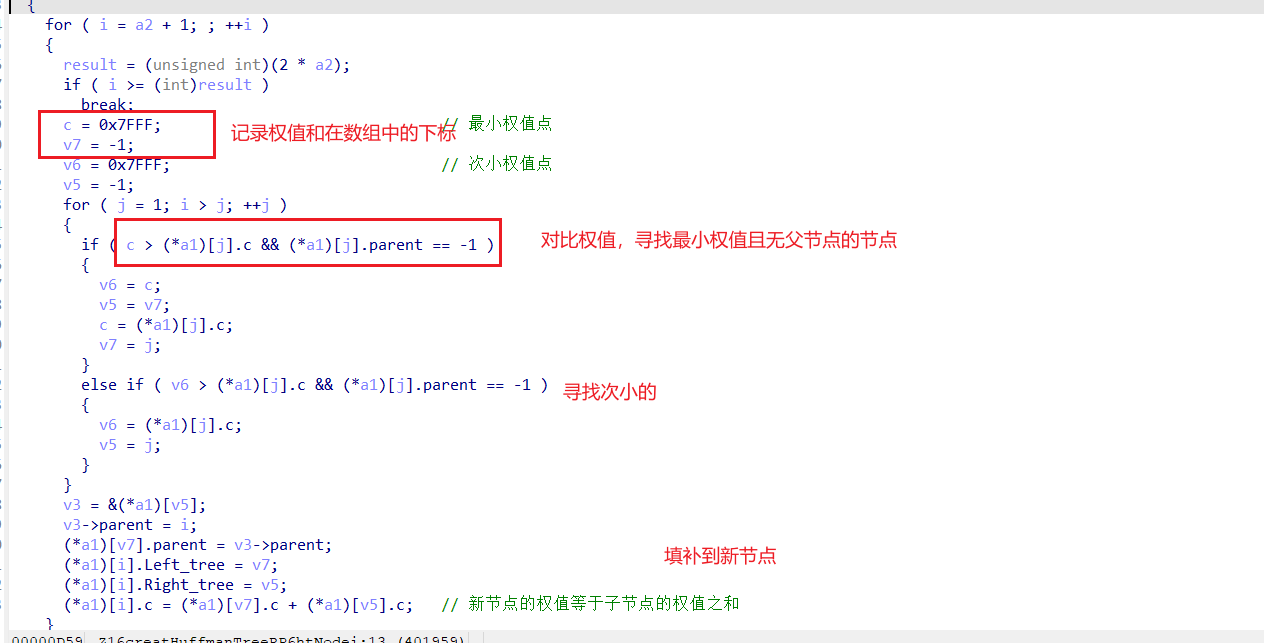 {
for ( i = a2 + 1; ; ++i )
{
result = (unsigned int)(2 * a2);
if ( i >= (int)result )
break;
c = 0x7FFF; // 最小权值点
记录权值和在数组中的下标
v7 = -1;
v6 = 0x7FFF; // 次小权值点
v5 = -1;
for ( j = 1; i > j; ++j )
{
if ( c > (*a1)[j].c && (*a1)[j].parent == -1 ) 对比权值，寻找最小权值且无父节点的节点
{
v6 = c;
v5 = v7;
c = (*a1)[j].c;
v7 = j;
}
else if ( v6 > (*a1)[j].c && (*a1)[j].parent == -1 ) 寻找次小的
{
v6 = (*a1)[j].c;
v5 = j;
}
}
v3 = &(*a1)[v5];
v3->parent = i;
(*a1)[v7].parent = v3->parent; 填补到新节点
(*a1)[i].Left_tree = v7;
(*a1)[i].Right_tree = v5;
(*a1)[i].c = (*a1)[v7].c + (*a1)[v5].c; // 新节点的权值等于子节点的权值之和
}